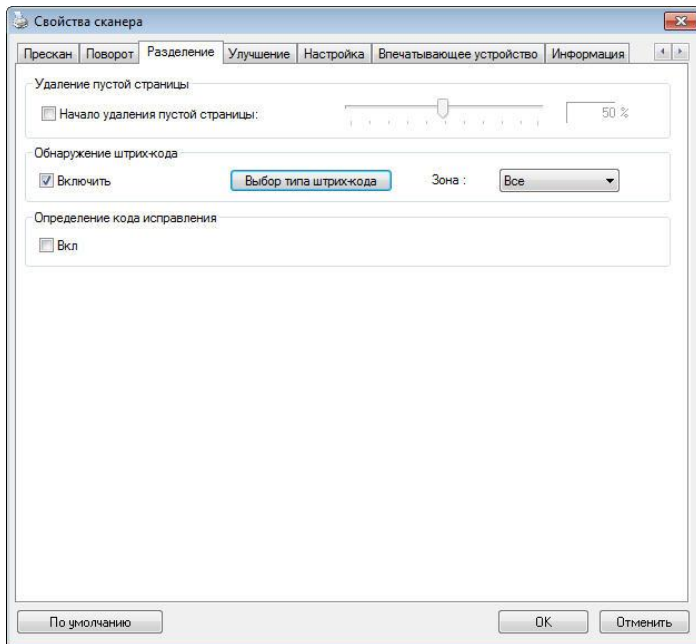 Свойства сканера
Прескан Поворот Разделение Улучшение Настройка Впечатывающее устройство Информация
Удаление пустой страницы
Начало удаления пустой страницы: 50 %
Обнаружение штрих-кода
Включить Выбор типа штрих-кода Зона : Все
Определение кода исправления
Вкл
По умолчанию OK Отменить